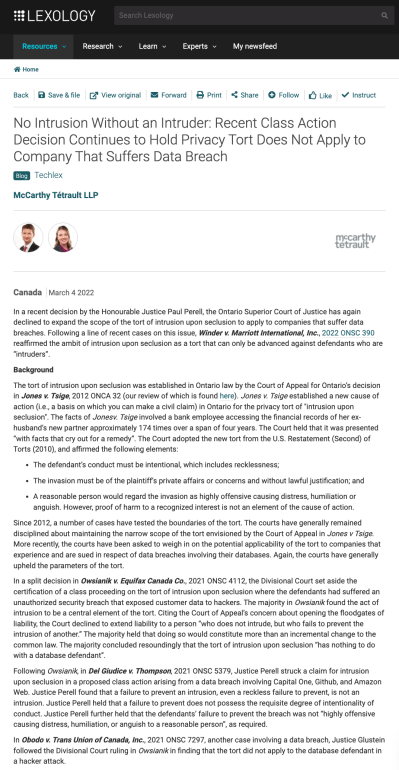 LEXOLOGY
Search Lexology
Resources
Research
Learn
Experts
My newsfeed
Home
Back
Save & file
View original
Forward
Print
Share
Follow
Like
Instruct
No Intrusion Without an Intruder: Recent Class Action
Decision Continues to Hold Privacy Tort Does Not Apply to
Company That Suffers Data Breach
Blog Techlex
McCarthy Tétrault LLP
mccarthy
tetrault
Canada | March 4 2022
In a recent decision by the Honourable Justice Paul Perell, the Ontario Superior Court of Justice has again
declined to expand the scope of the tort of intrusion upon seclusion to apply to companies that suffer data
breaches. Following a line of recent cases on this issue, Winder v. Marriott International, Inc., 2022 ONSC 390
reaffirmed the ambit of intrusion upon seclusion as a tort that can only be advanced against defendants who are
“intruders”.
Background
The tort of intrusion upon seclusion was established in Ontario law by the Court of Appeal for Ontario's decision
in Jones v. Tsige, 2012 ONCA 32 (our review of which is found here). Jones v. Tsige established a new cause of
action (i.e., a basis on which you can make a civil claim) in Ontario for the privacy tort of “intrusion upon
seclusion”. The facts of Jonesv. Tsige involved a bank employee accessing the financial records of her ex-
husband's new partner approximately 174 times over a span of four years. The Court held that it was presented
“with facts that cry out for a remedy”. The Court adopted the new tort from the U.S. Restatement (Second) of
Torts (2010), and affirmed the following elements:
• The defendant's conduct must be intentional, which includes recklessness;
• The invasion must be of the plaintiff's private affairs or concerns and without lawful justification; and
• A reasonable person would regard the invasion as highly offensive causing distress, humiliation or
anguish. However, proof of harm to a recognized interest is not an element of the cause of action.
Since 2012, a number of cases have tested the boundaries of the tort. The courts have generally remained
disciplined about maintaining the narrow scope of the tort envisioned by the Court of Appeal in Jones v Tsige.
More recently, the courts have been asked to weigh in on the potential applicability of the tort to companies that
experience and are sued in respect of data breaches involving their databases. Again, the courts have generally
upheld the parameters of the tort.
In a split decision in Owsianik v. Equifax Canada Co., 2021 ONSC 4112, the Divisional Court set aside the
certification of a class proceeding on the tort of intrusion upon seclusion where the defendants had suffered an
unauthorized security breach that exposed customer data to hackers. The majority in Owsianik found the act of
intrusion to be a central element of the tort. Citing the Court of Appeal's concern about opening the floodgates of
liability, the Court declined to extend liability to a person “who does not intrude, but who fails to prevent the
intrusion of another.” The majority held that doing so would constitute more than an incremental change to the
common law. The majority concluded resoundingly that the tort of intrusion upon seclusion “has nothing to do
with a database defendant”.
Following Owsianik, in Del Giudice v. Thompson, 2021 ONSC 5379, Justice Perell struck a claim for intrusion
upon seclusion in a proposed class action arising from a data breach involving Capital One, Github, and Amazon
Web. Justice Perell found that a failure to prevent an intrusion, even a reckless failure to prevent, is not an
intrusion. Justice Perell held that a failure to prevent does not possess the requisite degree of intentionality of
conduct. Justice Perell further held that the defendants' failure to prevent the breach was not “highly offensive
causing distress, humiliation, or anguish to a reasonable person”, as required.
In Obodo v. Trans Union of Canada, Inc., 2021 ONSC 7297, another case involving a data breach, Justice Glustein
followed the Divisional Court ruling in Owsianik in finding that the tort did not apply to the database defendant in
a hacker attack.